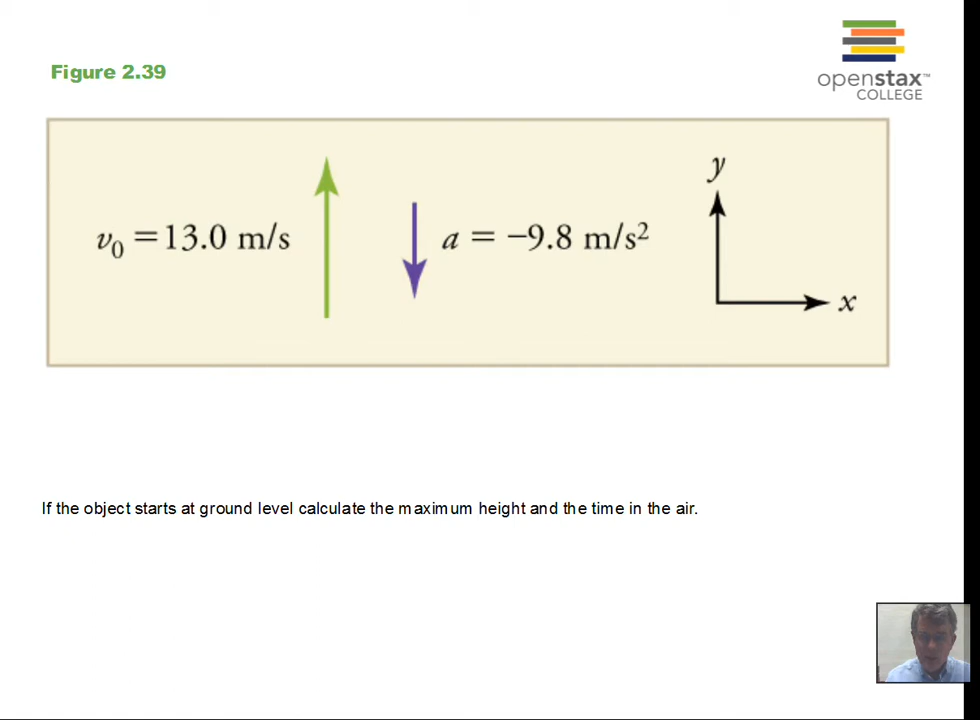 Figure 2.39
openstax™
COLLEGE
y
v₀ = 13.0 m/s
a = −9.8 m/s²
x
If the object starts at ground level calculate the maximum height and the time in the air.